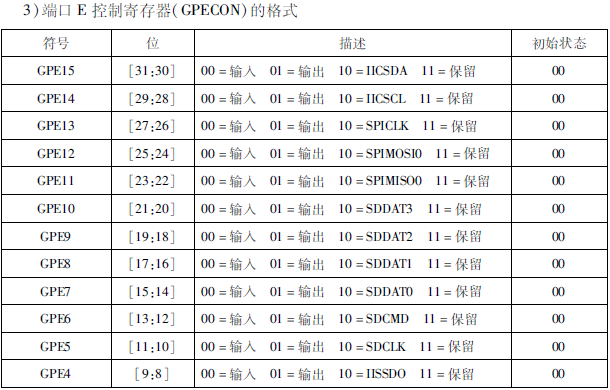 3)端口 E 控制寄存器(GPECON)的格式
符号 位 描述 初始状态
GPE15 [31:30] 00=输入 01=输出 10=IICSDA 11=保留 00
GPE14 [29:28] 00=输入 01=输出 10=IICSCL 11=保留 00
GPE13 [27:26] 00=输入 01=输出 10=SPICLK 11=保留 00
GPE12 [25:24] 00=输入 01=输出 10=SPIMOSI0 11=保留 00
GPE11 [23:22] 00=输入 01=输出 10=SPIMISO0 11=保留 00
GPE10 [21:20] 00=输入 01=输出 10=SDDAT3 11=保留 00
GPE9 [19:18] 00=输入 01=输出 10=SDDAT2 11=保留 00
GPE8 [17:16] 00=输入 01=输出 10=SDDAT1 11=保留 00
GPE7 [15:14] 00=输入 01=输出 10=SDDAT0 11=保留 00
GPE6 [13:12] 00=输入 01=输出 10=SDCMD 11=保留 00
GPE5 [11:10] 00=输入 01=输出 10=SDCLK 11=保留 00
GPE4 [9:8] 00=输入 01=输出 10=IISSDO 11=保留 00